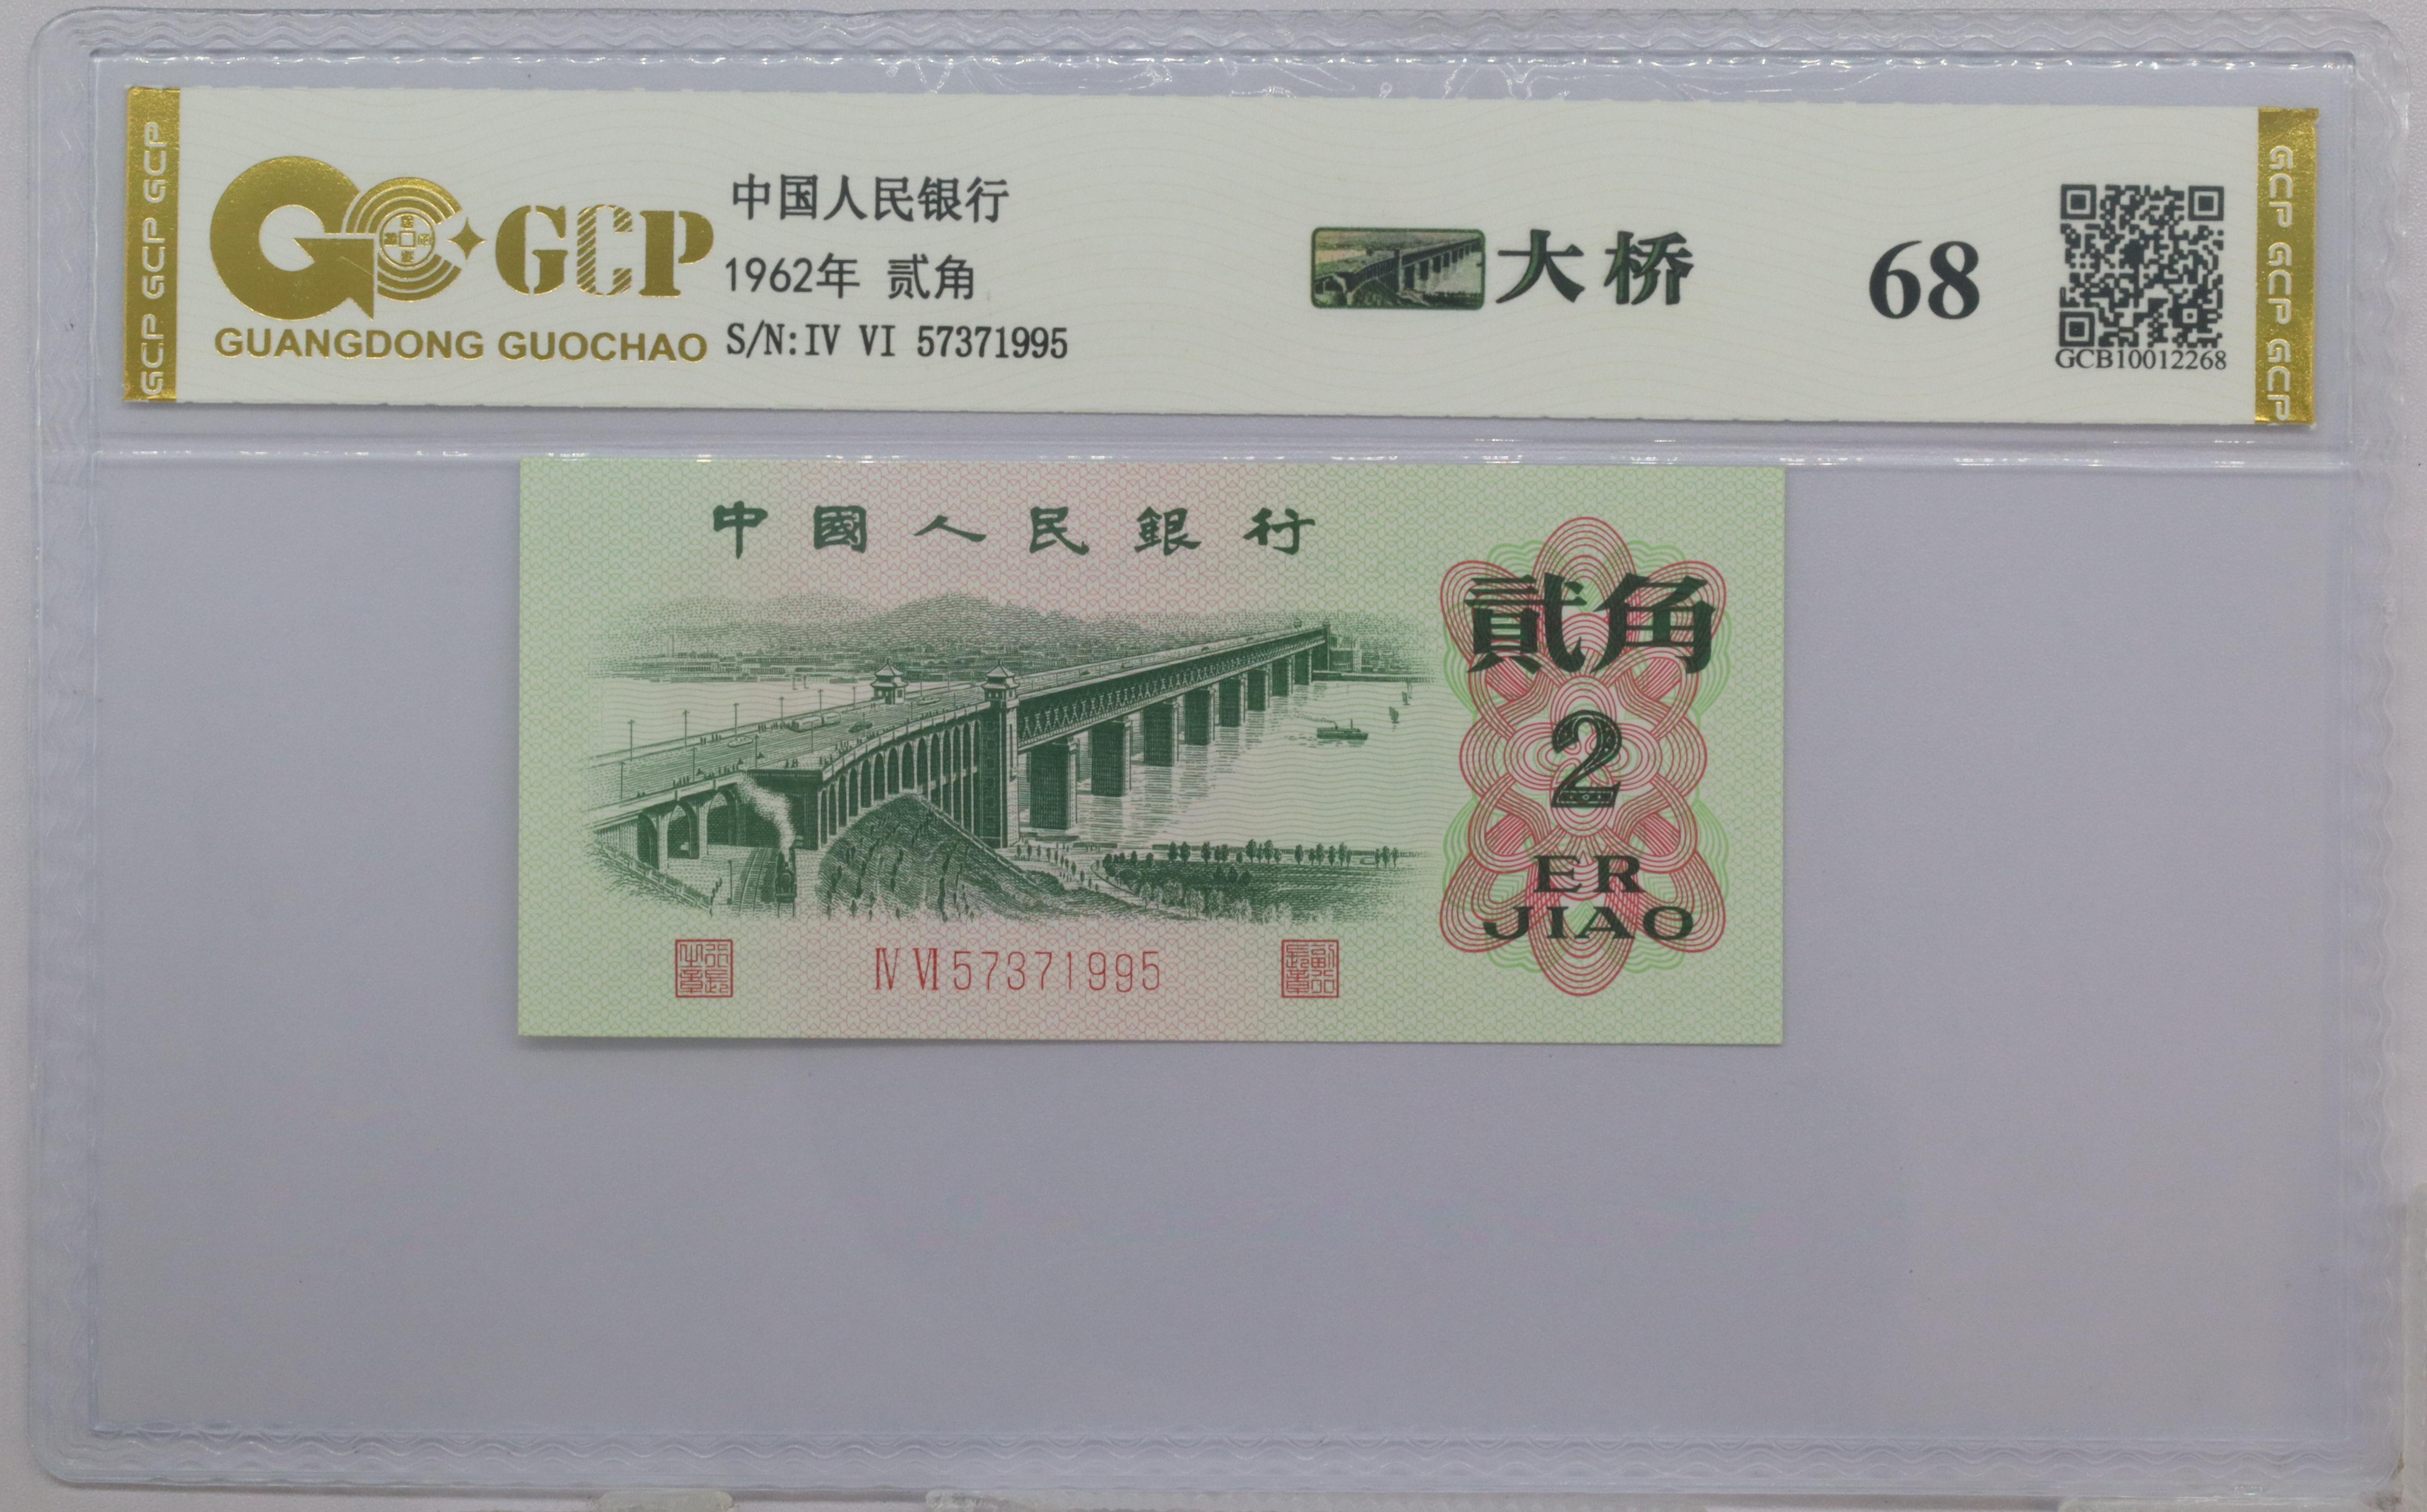 GCP GCP GCP
GCP
GUANGDONG GUOCHAO
中国人民银行
1962年 贰角
S/N:IV VI 57371995
大桥
68
GCB10012268
GCP GCP GCP
中國人民銀行
貳角
2
ER
JIAO
IV VI 57371995